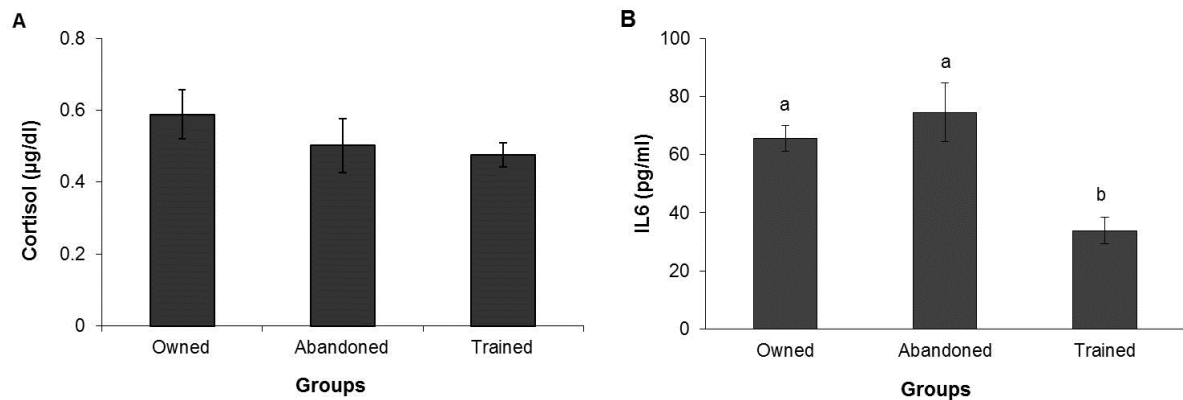 A
Cortisol (µg/dl)
0.8
0.6
0.4
0.2
0
Owned Abandoned Trained
Groups
B
IL6 (pg/ml)
100
80
60
40
20
0
a
a
b
Owned Abandoned Trained
Groups